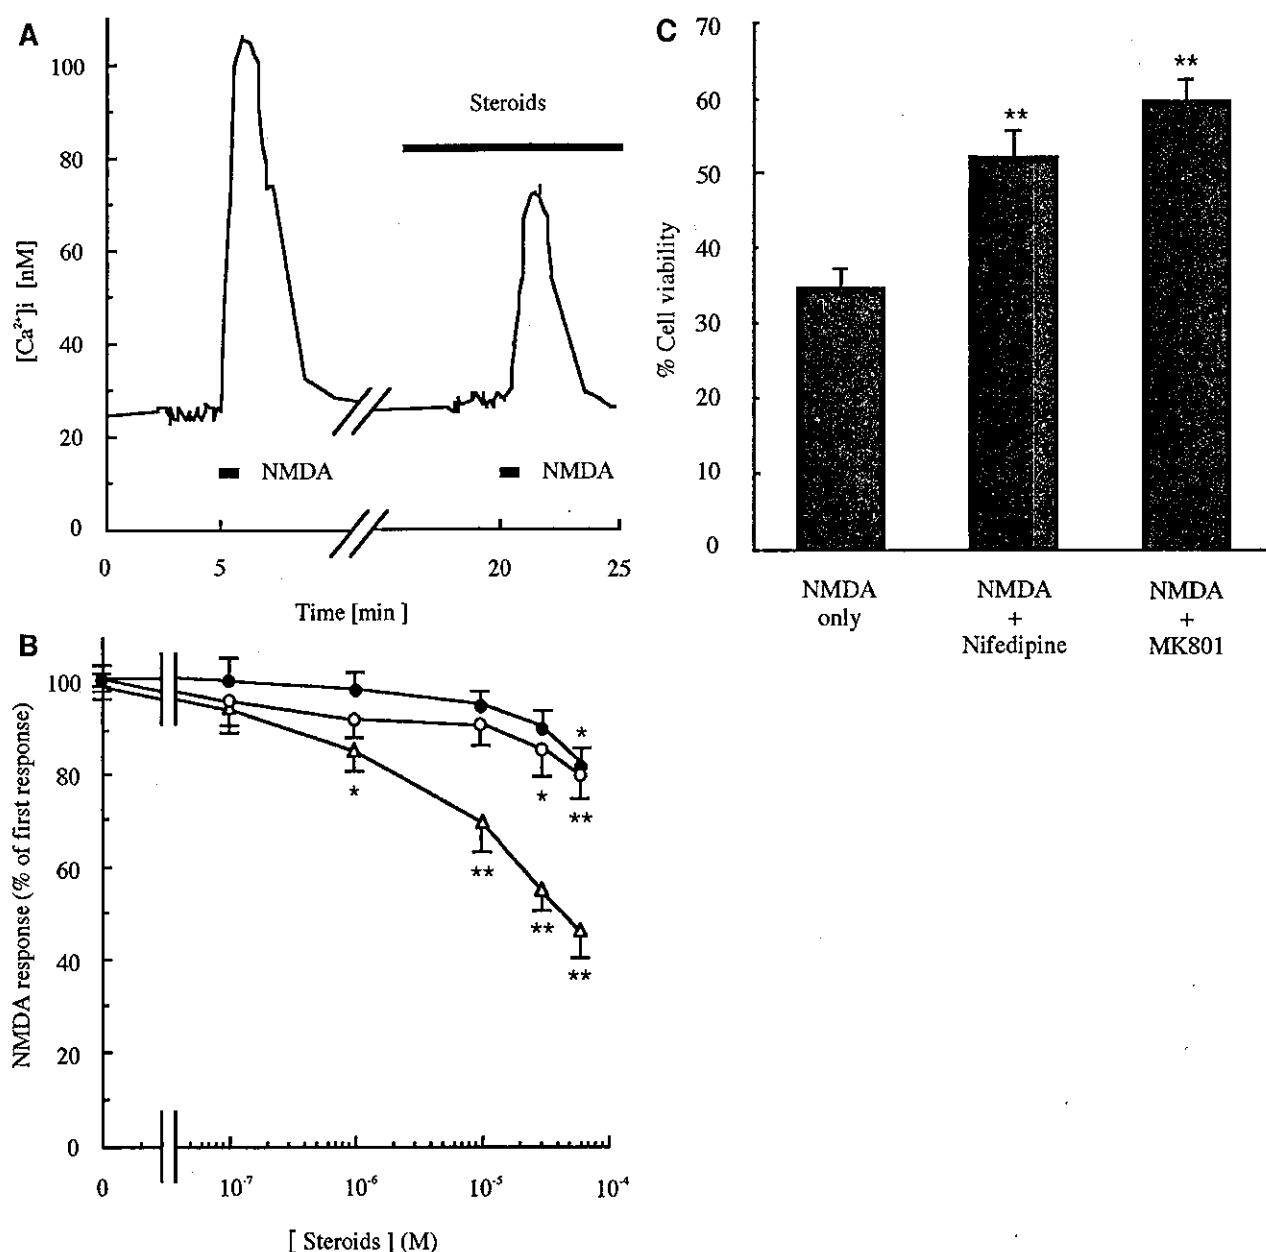 A
100
80
60
40
20
0
[Ca²⁺]i [nM]
Steroids
NMDA
NMDA
0 5 20 25
Time [min ]
B
100
80
60
40
20
0
NMDA response (% of first response)
*
*
*
**
**
**
**
0 10⁻⁷ 10⁻⁶ 10⁻⁵ 10⁻⁴
[ Steroids ] (M)
C
70
60
50
40
30
20
10
0
% Cell viability
**
**
NMDA
only
NMDA
+
Nifedipine
NMDA
+
MK801